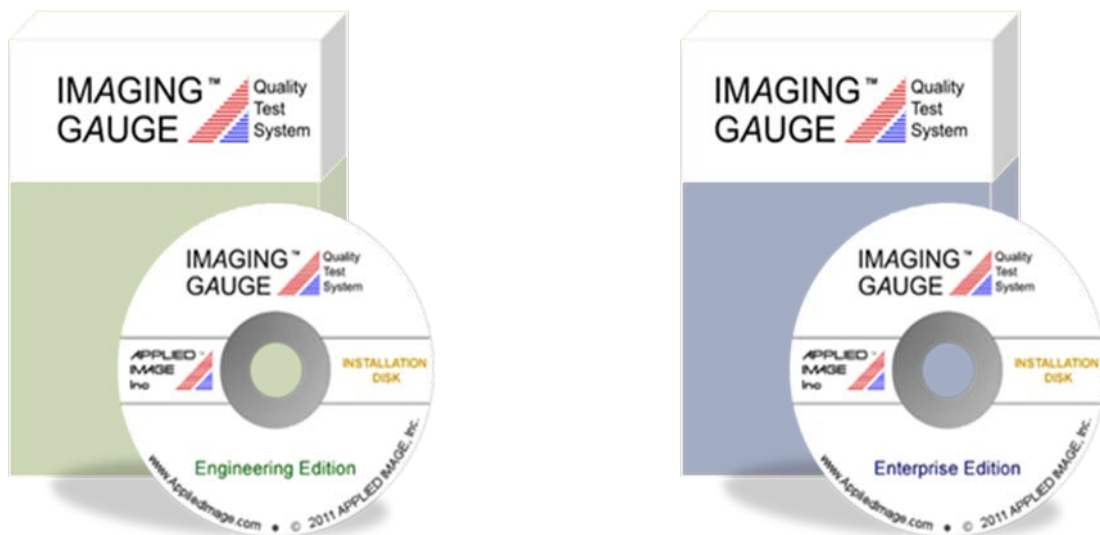 IMAGING™
GAUGE
Quality
Test
System
IMAGING™
GAUGE
Quality
Test
System
APPLIED™
IMAGE
Inc
INSTALLATION
DISK
Engineering Edition
www.AppliedImage.com • © 2011 APPLIED IMAGE, Inc.
IMAGING™
GAUGE
Quality
Test
System
IMAGING™
GAUGE
Quality
Test
System
APPLIED™
IMAGE
Inc
INSTALLATION
DISK
Enterprise Edition
www.AppliedImage.com • © 2011 APPLIED IMAGE, Inc.